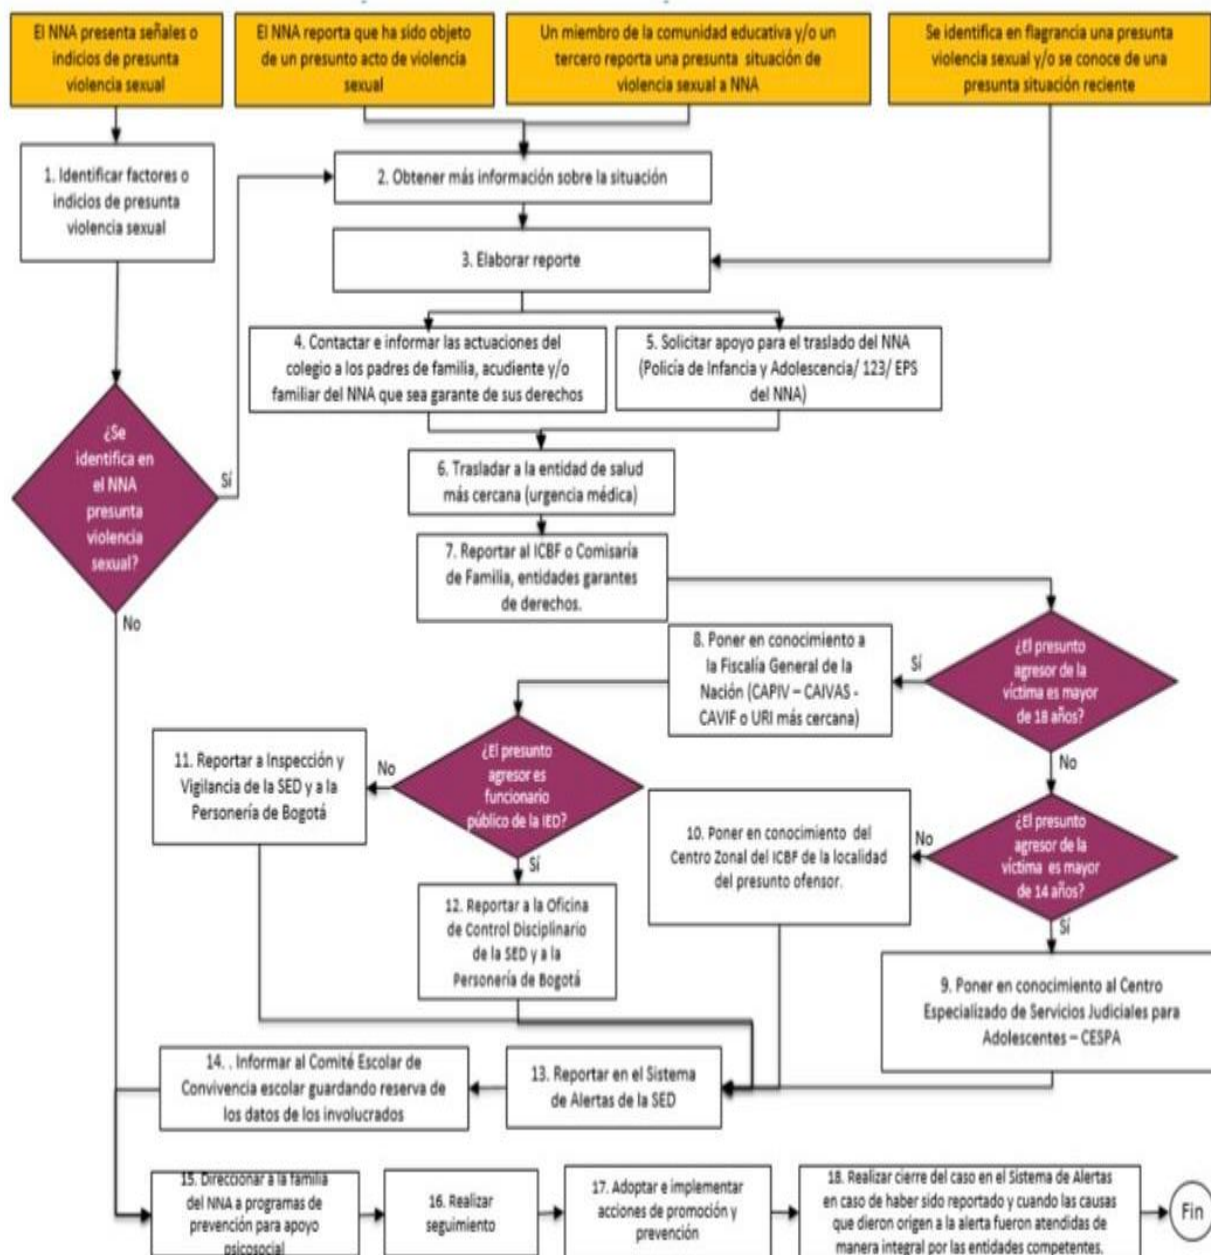 El NNA presenta señales o
indicios de presunta
violencia sexual
El NNA reporta que ha sido objeto
de un presunto acto de violencia
sexual
Un miembro de la comunidad educativa y/o un
tercero reporta una presunta situación de
violencia sexual a NNA
Se identifica en flagrancia una presunta
violencia sexual y/o se conoce de una
presunta situación reciente
1. Identificar factores o
indicios de presunta
violencia sexual
2. Obtener más información sobre la situación
3. Elaborar reporte
4. Contactar e informar las actuaciones del
colegio a los padres de familia, acudiente y/o
familiar del NNA que sea garante de sus derechos
5. Solicitar apoyo para el traslado del NNA
(Policía de Infancia y Adolescencia/ 123/ EPS
del NNA)
¿Se
identifica en
el NNA
presunta
violencia
sexual?
Sí
No
6. Trasladar a la entidad de salud
más cercana (urgencia médica)
7. Reportar al ICBF o Comisaría
de Familia, entidades garantes
de derechos.
¿El presunto
agresor de la
víctima es mayor
de 18 años?
Sí
No
8. Poner en conocimiento a
la Fiscalía General de la
Nación (CAPIV – CAIVAS -
CAVIF o URI más cercana)
¿El presunto
agresor es
funcionario
público de la IED?
No
Sí
11. Reportar a Inspección y
Vigilancia de la SED y a la
Personería de Bogotá
¿El presunto
agresor de la
víctima es mayor
de 14 años?
No
Sí
10. Poner en conocimiento del
Centro Zonal del ICBF de la localidad
del presunto ofensor.
12. Reportar a la Oficina
de Control Disciplinario
de la SED y a la
Personería de Bogotá
9. Poner en conocimiento al Centro
Especializado de Servicios Judiciales para
Adolescentes – CESPA
14. . Informar al Comité Escolar de
Convivencia escolar guardando reserva de
los datos de los involucrados
13. Reportar en el Sistema
de Alertas de la SED
15. Direccionar a la familia
del NNA a programas de
prevención para apoyo
psicosocial
16. Realizar
seguimiento
17. Adoptar e implementar
acciones de promoción y
prevención
18. Realizar cierre del caso en el Sistema de Alertas
en caso de haber sido reportado y cuando las causas
que dieron origen a la alerta fueron atendidas de
manera integral por las entidades competentes.
Fin